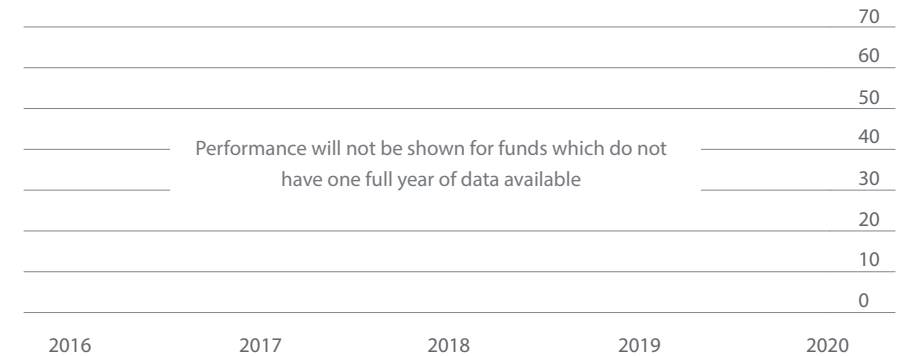 70
60
50
40
Performance will not be shown for funds which do not
have one full year of data available
30
20
10
0
2016 2017 2018 2019 2020